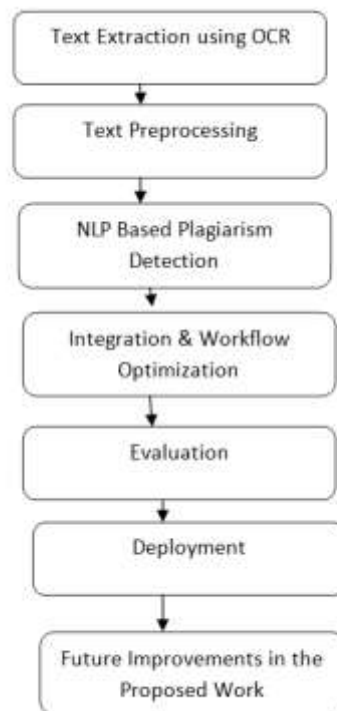 Text Extraction using OCR
Text Preprocessing
NLP Based Plagiarism
Detection
Integration & Workflow
Optimization
Evaluation
Deployment
Future Improvements in the
Proposed Work